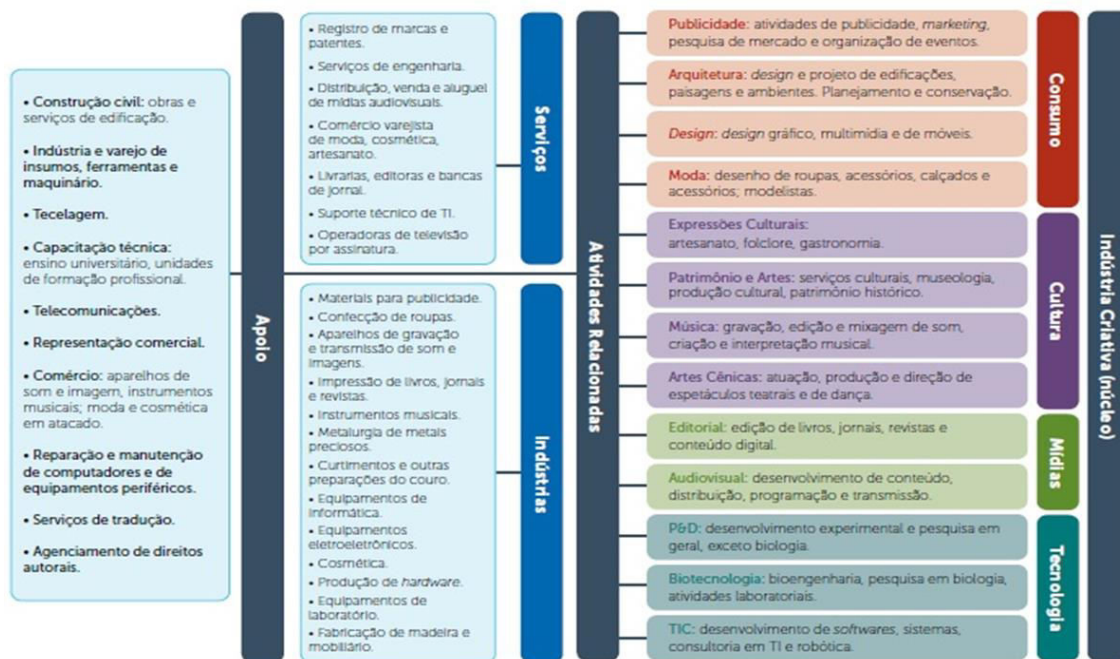 • Construção civil: obras e
serviços de edificação.
• Indústria e varejo de
insumos, ferramentas e
maquinário.
• Tecelagem.
• Capacitação técnica:
ensino universitário, unidades
de formação profissional.
• Telecomunicações.
• Representação comercial.
• Comércio: aparelhos de
som e imagem, instrumentos
musicais; moda e cosmética
em atacado.
• Reparação e manutenção
de computadores e de
equipamentos periféricos.
• Serviços de tradução.
• Agenciamento de direitos
autorais.
Apoio
• Registro de marcas e
patentes.
• Serviços de engenharia.
• Distribuição, venda e aluguel
de mídias audiovisuais.
• Comércio varejista
de moda, cosmética,
artesanato.
• Livrarias, editoras e bancas
de jornal.
• Suporte técnico de TI.
• Operadoras de televisão
por assinatura.
Serviços
• Materiais para publicidade.
• Confecção de roupas.
• Aparelhos de gravação
e transmissão de som e
imagens.
• Impressão de livros, jornais
e revistas.
• Instrumentos musicais.
• Metalurgia de metais
preciosos.
• Curtimentos e outras
preparações do couro.
• Equipamentos de
informática.
• Equipamentos
eletroeletrônicos.
• Cosmética.
• Produção de hardware.
• Equipamentos de
laboratório.
• Fabricação de madeira e
mobiliário.
Indústrias
Atividades Relacionadas
Publicidade: atividades de publicidade, marketing,
pesquisa de mercado e organização de eventos.
Arquitetura: design e projeto de edificações,
paisagens e ambientes. Planejamento e conservação.
Design: design gráfico, multimídia e de móveis.
Moda: desenho de roupas, acessórios, calçados e
acessórios; modelistas.
Consumo
Expressões Culturais:
artesanato, folclore, gastronomia.
Patrimônio e Artes: serviços culturais, museologia,
produção cultural, patrimônio histórico.
Música: gravação, edição e mixagem de som,
criação e interpretação musical.
Artes Cênicas: atuação, produção e direção de
espetáculos teatrais e de dança.
Cultura
Editorial: edição de livros, jornais, revistas e
conteúdo digital.
Audiovisual: desenvolvimento de conteúdo,
distribuição, programação e transmissão.
Mídias
P&D: desenvolvimento experimental e pesquisa em
geral, exceto biologia.
Biotecnologia: bioengenharia, pesquisa em biologia,
atividades laboratoriais.
TIC: desenvolvimento de softwares, sistemas,
consultoria em TI e robótica.
Tecnologia
Indústria Criativa (núcleo)